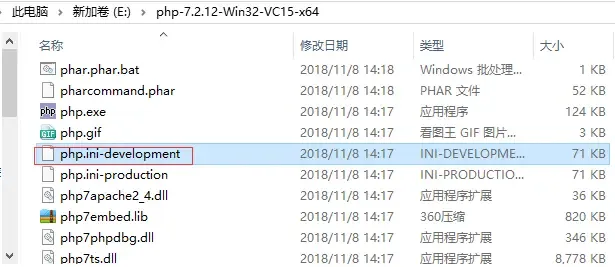 此电脑 › 新加卷 (E:) › php-7.2.12-Win32-VC15-x64
名称 修改日期 类型 大小
phar.phar.bat 2018/11/8 14:18 Windows 批处理... 1 KB
pharcommand.phar 2018/11/8 14:18 PHAR 文件 52 KB
php php.exe 2018/11/8 14:17 应用程序 124 KB
GIF php.gif 2018/11/8 14:17 看图王 GIF 图片... 3 KB
php.ini-development 2018/11/8 14:17 INI-DEVELOPME... 71 KB
php.ini-production 2018/11/8 14:17 INI-PRODUCTIO... 71 KB
php7apache2_4.dll 2018/11/8 14:17 应用程序扩展 36 KB
php7embed.lib 2018/11/8 14:17 360压缩 820 KB
php7phpdbg.dll 2018/11/8 14:17 应用程序扩展 346 KB
php7ts.dll 2018/11/8 14:17 应用程序扩展 8,778 KB